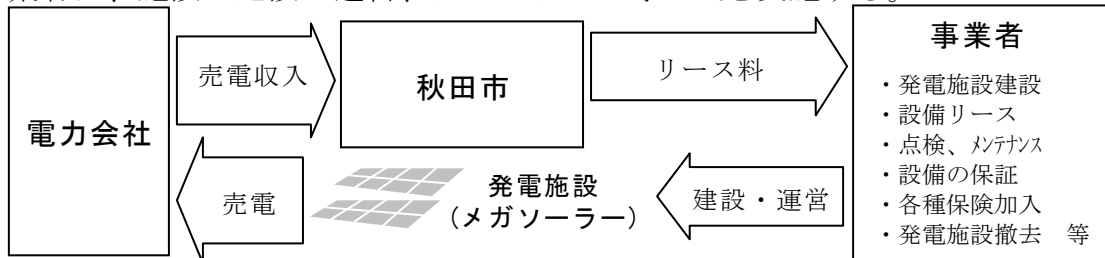 電力会社
売電収入
売電
秋田市
発電施設
（メガソーラー）
リース料
建設・運営
事業者
・発電施設建設
・設備リース
・点検、ﾒﾝﾃﾅﾝｽ
・設備の保証
・各種保険加入
・発電施設撤去　等